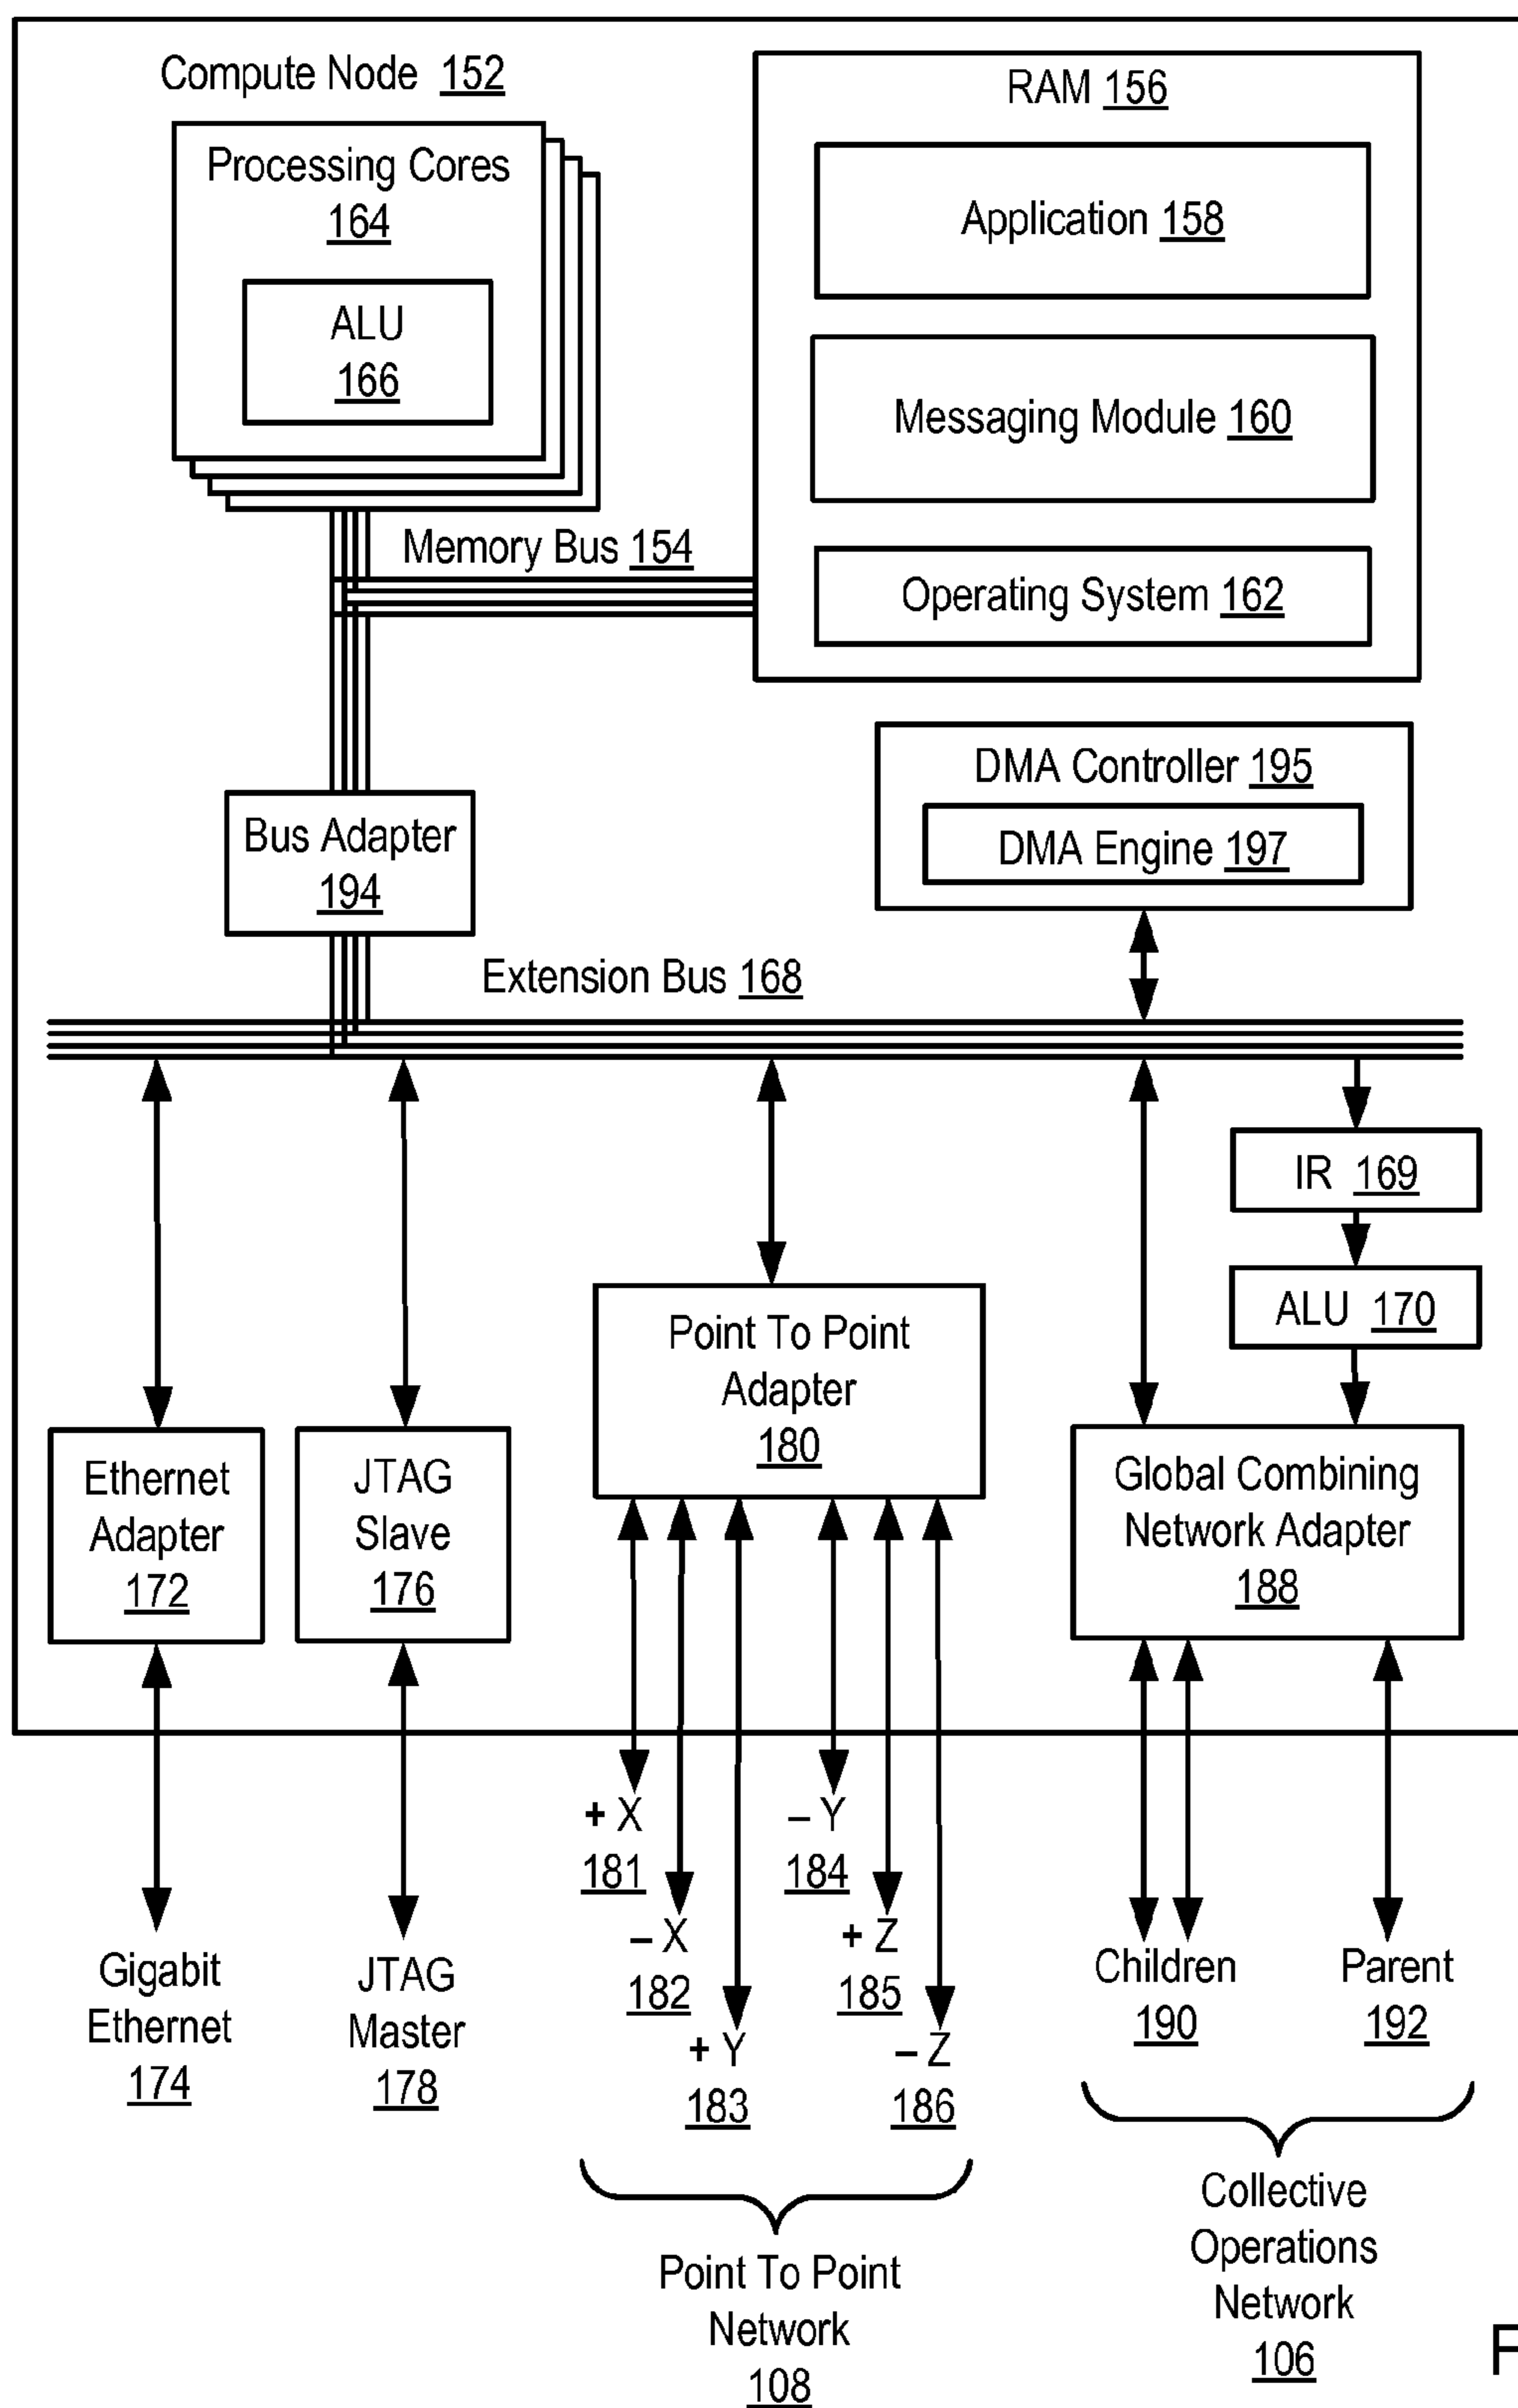 Compute Node 152
Processing Cores
164
ALU
166
RAM 156
Application 158
Messaging Module 160
Operating System 162
Memory Bus 154
DMA Controller 195
DMA Engine 197
Bus Adapter
194
Extension Bus 168
IR 169
ALU 170
Point To Point
Adapter
180
Ethernet
Adapter
172
JTAG
Slave
176
Global Combining
Network Adapter
188
+ X
181
– X
182
+ Y
183
– Y
184
+ Z
185
– Z
186
Gigabit
Ethernet
174
JTAG
Master
178
Children
190
Parent
192
Point To Point
Network
108
Collective
Operations
Network
106
F